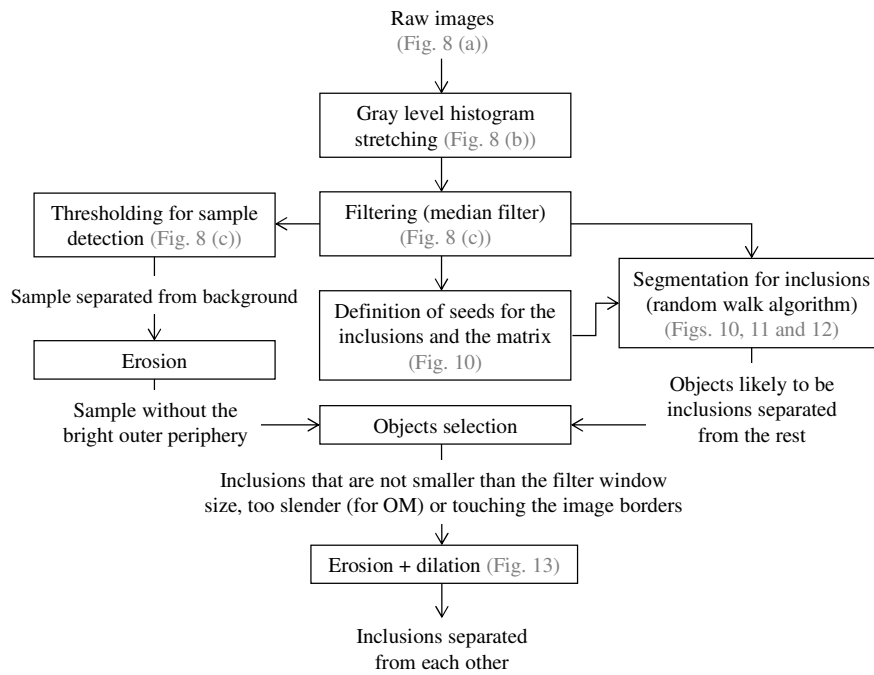 Raw images
(Fig. 8 (a))
Gray level histogram
stretching (Fig. 8 (b))
Thresholding for sample
detection (Fig. 8 (c))
Filtering (median filter)
(Fig. 8 (c))
Segmentation for inclusions
(random walk algorithm)
(Figs. 10, 11 and 12)
Sample separated from background
Definition of seeds for the
inclusions and the matrix
(Fig. 10)
Erosion
Objects likely to be
inclusions separated
from the rest
Sample without the
bright outer periphery
Objects selection
Inclusions that are not smaller than the filter window
size, too slender (for OM) or touching the image borders
Erosion + dilation (Fig. 13)
Inclusions separated
from each other